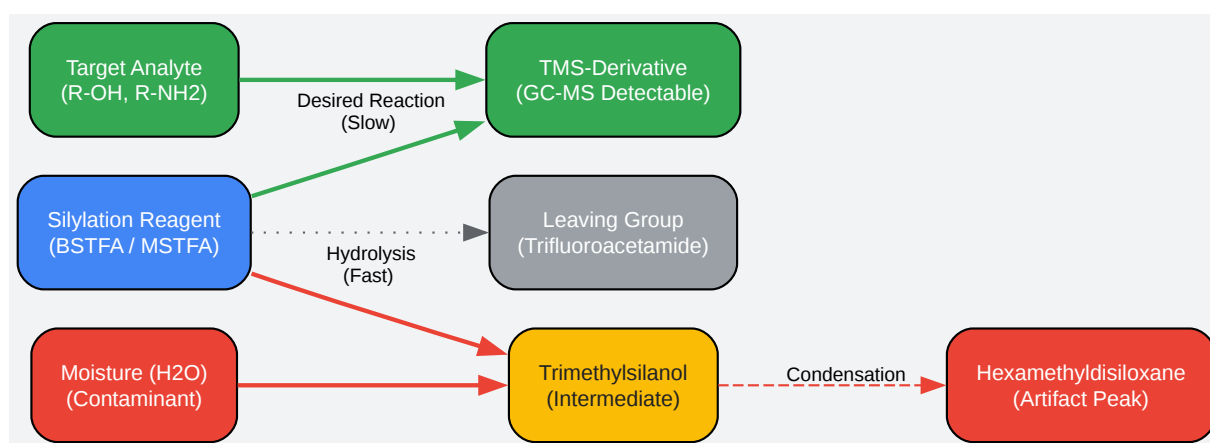 Target Analyte
(R-OH, R-NH2)
Desired Reaction
(Slow)
TMS-Derivative
(GC-MS Detectable)
Silylation Reagent
(BSTFA / MSTFA)
Hydrolysis
(Fast)
Leaving Group
(Trifluoroacetamide)
Moisture (H2O)
(Contaminant)
Trimethylsilanol
(Intermediate)
Condensation
Hexamethyldisiloxane
(Artifact Peak)